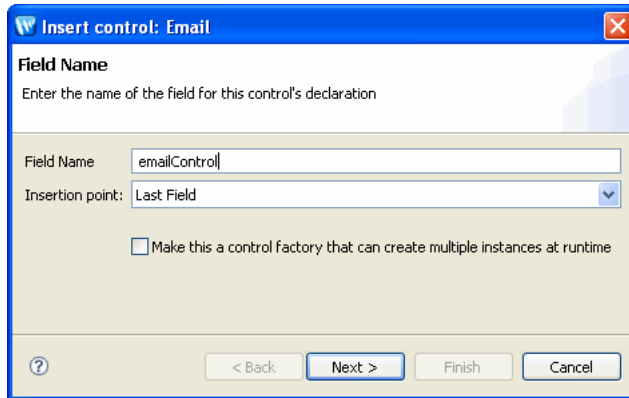 Insert control: Email
Field Name
Enter the name of the field for this control's declaration
Field Name emailControl
Insertion point: Last Field
Make this a control factory that can create multiple instances at runtime
? < Back Next > Finish Cancel